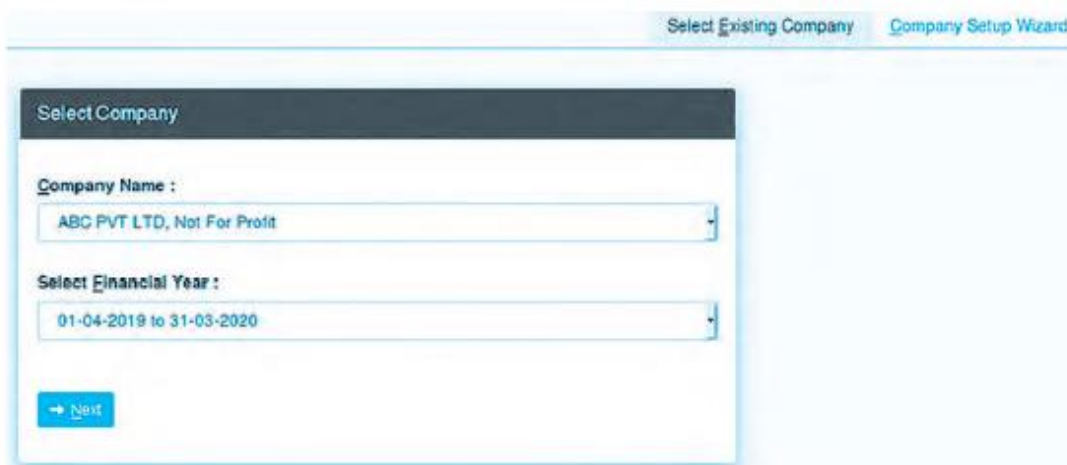 Select Existing Company Company Setup Wizard
Select Company
Company Name :
ABC PVT LTD, Not For Profit
Select Financial Year :
01-04-2019 to 31-03-2020
→ Next